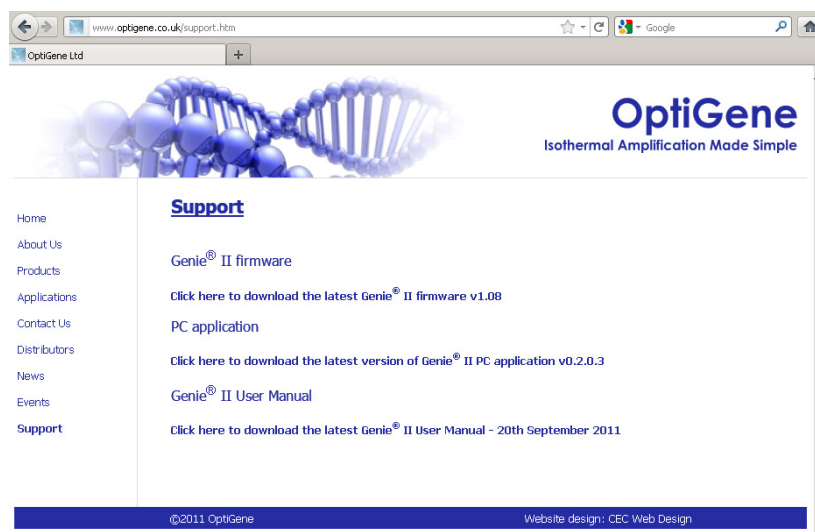 www.optigene.co.uk/support.htm
Google
OptiGene Ltd
OptiGene
Isothermal Amplification Made Simple
Home
About Us
Products
Applications
Contact Us
Distributors
News
Events
Support
Support
Genie® II firmware
Click here to download the latest Genie® II firmware v1.08
PC application
Click here to download the latest version of Genie® II PC application v0.2.0.3
Genie® II User Manual
Click here to download the latest Genie® II User Manual - 20th September 2011
©2011 OptiGene
Website design: CEC Web Design